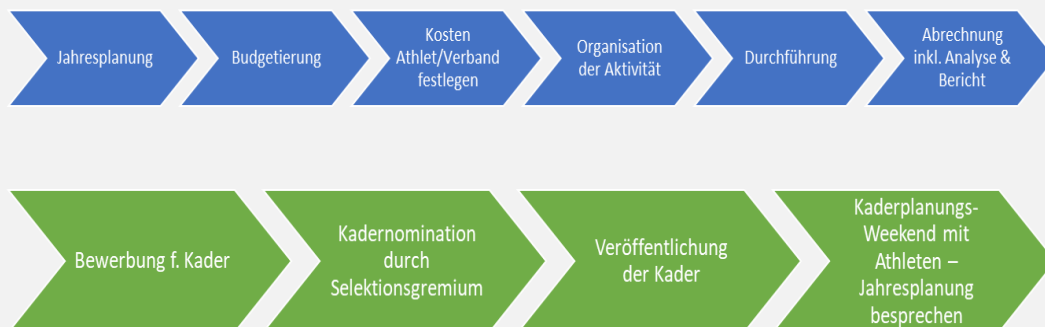 Jahresplanung
Budgetierung
Kosten
Athlet/Verband
festlegen
Organisation
der Aktivität
Durchführung
Abrechnung
inkl. Analyse &
Bericht
Bewerbung f. Kader
Kadernomination
durch
Selektionsgremium
Veröffentlichung
der Kader
Kaderplanungs-
Weekend mit
Athleten –
Jahresplanung
besprechen